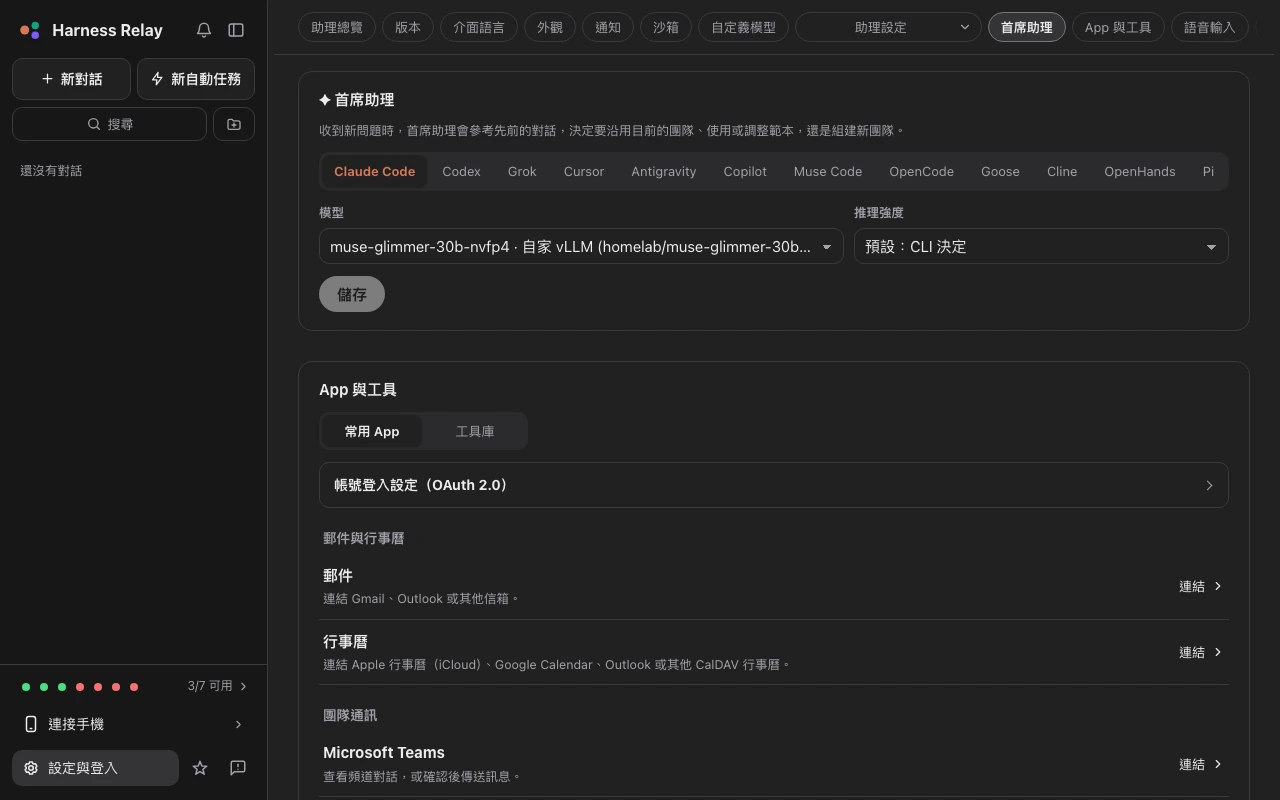 Harness Relay
新對話
新自動任務
搜尋
還沒有對話
3/7 可用
連接手機
設定與登入
助理總覽
版本
介面語言
外觀
通知
沙箱
自定義模型
助理設定
首席助理
App 與工具
語音輸入
首席助理
收到新問題時，首席助理會參考先前的對話，決定要沿用目前的團隊、使用或調整範本，還是組建新團隊。
Claude Code
Codex
Grok
Cursor
Antigravity
Copilot
Muse Code
OpenCode
Goose
Cline
OpenHands
Pi
模型
推理強度
muse-glimmer-30b-nvfp4 · 自家 vLLM (homelab/muse-glimmer-30b...
預設：CLI 決定
儲存
App 與工具
常用 App
工具庫
帳號登入設定（OAuth 2.0）
郵件與行事曆
郵件
連結 Gmail、Outlook 或其他信箱。
連結
行事曆
連結 Apple 行事曆（iCloud）、Google Calendar、Outlook 或其他 CalDAV 行事曆。
連結
團隊通訊
Microsoft Teams
查看頻道對話，或確認後傳送訊息。
連結